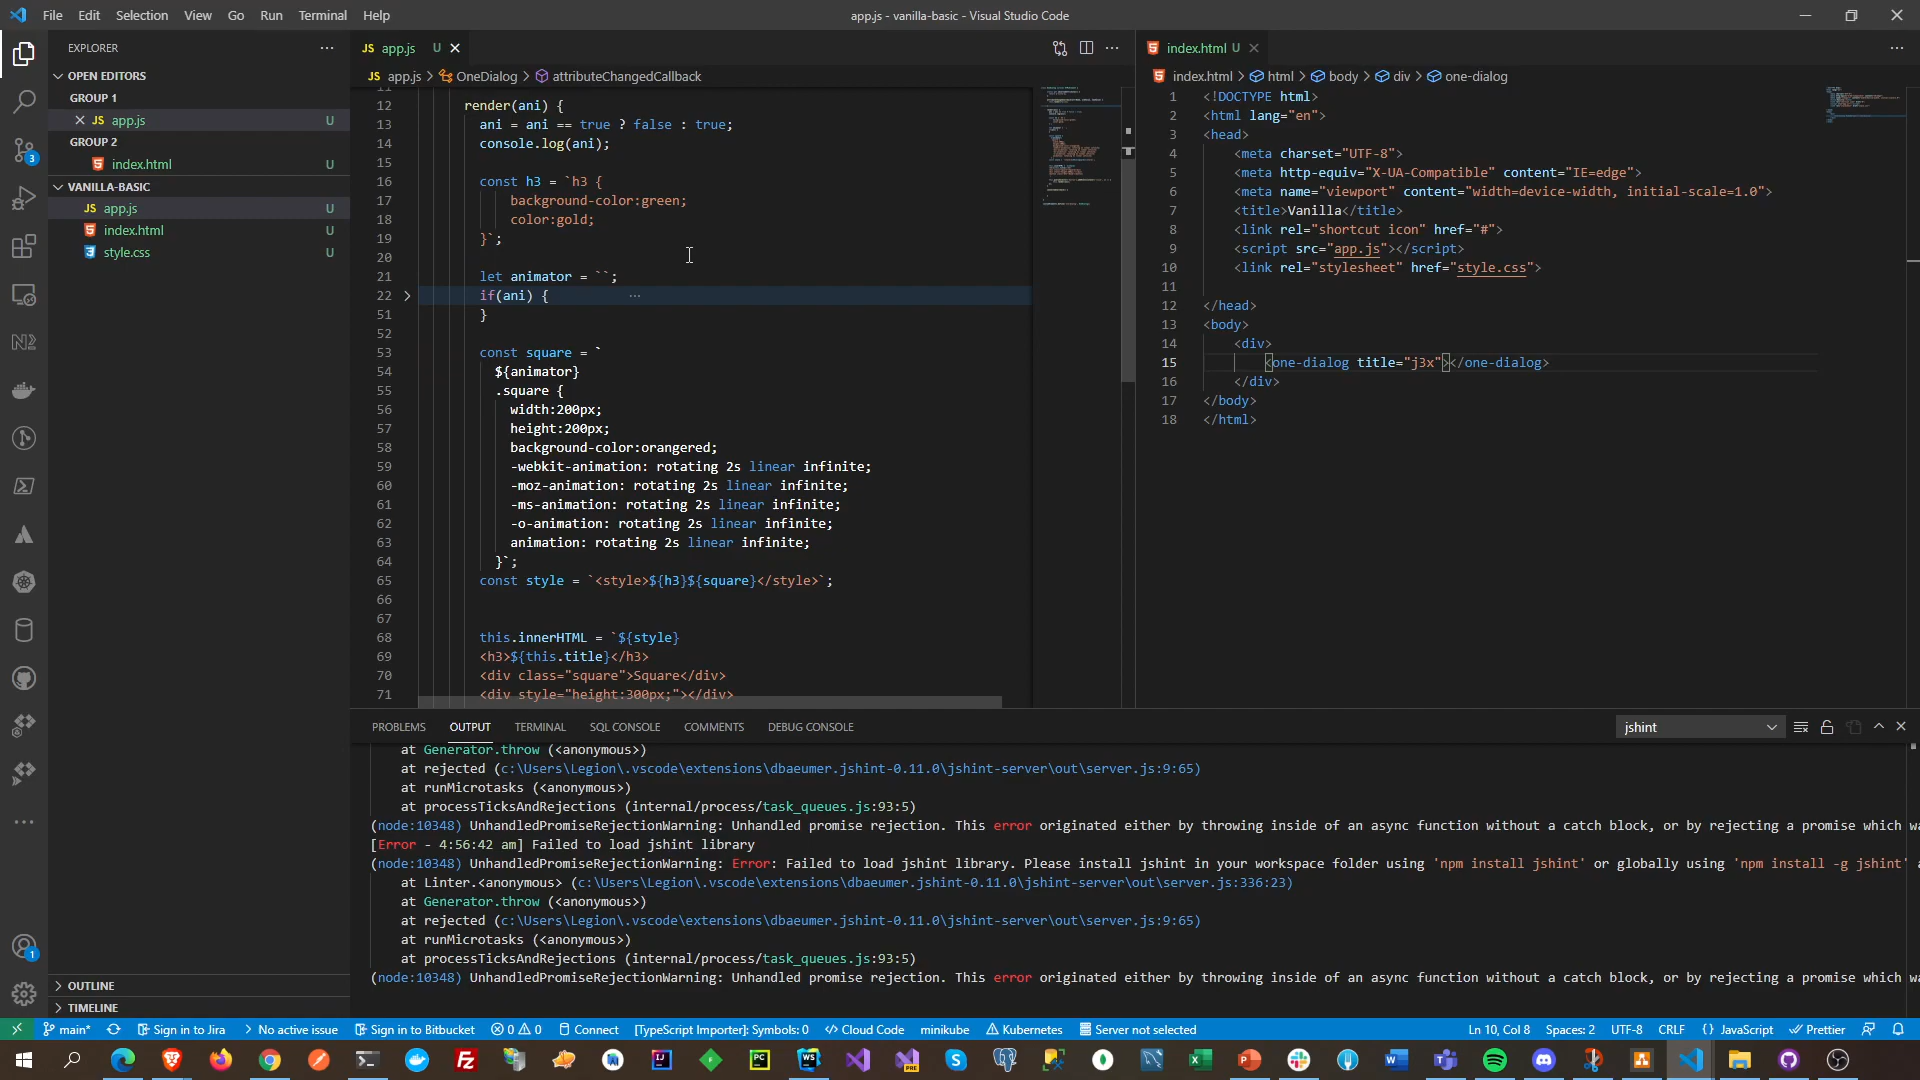 File Edit Selection View Go Run Terminal Help
app.js - vanilla-basic - Visual Studio Code
EXPLORER
OPEN EDITORS
GROUP 1
JS app.js U
GROUP 2
index.html U
VANILLA-BASIC
JS app.js U
index.html U
style.css U
OUTLINE
TIMELINE
3
1
JS app.js U
JS app.js > OneDialog > attributeChangedCallback
11
12 render(ani) {
13 ani = ani == true ? false : true;
14 console.log(ani);
15
16 const h3 = `h3 {
17 background-color:green;
18 color:gold;
19 }`;
20
21 let animator = ``;
22 if(ani) { ...
51 }
52
53 const square = `
54 ${animator}
55 .square {
56 width:200px;
57 height:200px;
58 background-color:orangered;
59 -webkit-animation: rotating 2s linear infinite;
60 -moz-animation: rotating 2s linear infinite;
61 -ms-animation: rotating 2s linear infinite;
62 -o-animation: rotating 2s linear infinite;
63 animation: rotating 2s linear infinite;
64 }`;
65 const style = `<style>${h3}${square}</style>`;
66
67
68 this.innerHTML = `${style}
69 <h3>${this.title}</h3>
70 <div class="square">Square</div>
71 <div style="height:300px;"></div>
index.html U
index.html > html > body > div > one-dialog
1 <!DOCTYPE html>
2 <html lang="en">
3 <head>
4 <meta charset="UTF-8">
5 <meta http-equiv="X-UA-Compatible" content="IE=edge">
6 <meta name="viewport" content="width=device-width, initial-scale=1.0">
7 <title>Vanilla</title>
8 <link rel="shortcut icon" href="#">
9 <script src="app.js"></script>
10 <link rel="stylesheet" href="style.css">
11
12 </head>
13 <body>
14 <div>
15 <one-dialog title="j3x"></one-dialog>
16 </div>
17 </body>
18 </html>
PROBLEMS OUTPUT TERMINAL SQL CONSOLE COMMENTS DEBUG CONSOLE
jshint
at Generator.throw (<anonymous>)
at rejected (c:\Users\Legion\.vscode\extensions\dbaeumer.jshint-0.11.0\jshint-server\out\server.js:9:65)
at runMicrotasks (<anonymous>)
at processTicksAndRejections (internal/process/task_queues.js:93:5)
(node:10348) UnhandledPromiseRejectionWarning: Unhandled promise rejection. This error originated either by throwing inside of an async function without a catch block, or by rejecting a promise which
[Error - 4:56:42 am] Failed to load jshint library
(node:10348) UnhandledPromiseRejectionWarning: Error: Failed to load jshint library. Please install jshint in your workspace folder using 'npm install jshint' or globally using 'npm install -g jshint'
at Linter.<anonymous> (c:\Users\Legion\.vscode\extensions\dbaeumer.jshint-0.11.0\jshint-server\out\server.js:336:23)
at Generator.throw (<anonymous>)
at rejected (c:\Users\Legion\.vscode\extensions\dbaeumer.jshint-0.11.0\jshint-server\out\server.js:9:65)
at runMicrotasks (<anonymous>)
at processTicksAndRejections (internal/process/task_queues.js:93:5)
(node:10348) UnhandledPromiseRejectionWarning: Unhandled promise rejection. This error originated either by throwing inside of an async function without a catch block, or by rejecting a promise which
main* Sign in to Jira No active issue Sign in to Bitbucket 0 0 Connect [TypeScript Importer]: Symbols: 0 Cloud Code minikube Kubernetes Server not selected Ln 10, Col 8 Spaces: 2 UTF-8 CRLF {} JavaScript Prettier